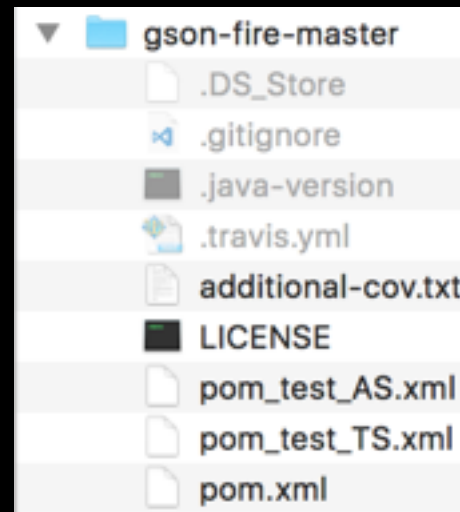 gson-fire-master
.DS_Store
.gitignore
.java-version
.travis.yml
additional-cov.txt
LICENSE
pom_test_AS.xml
pom_test_TS.xml
pom.xml